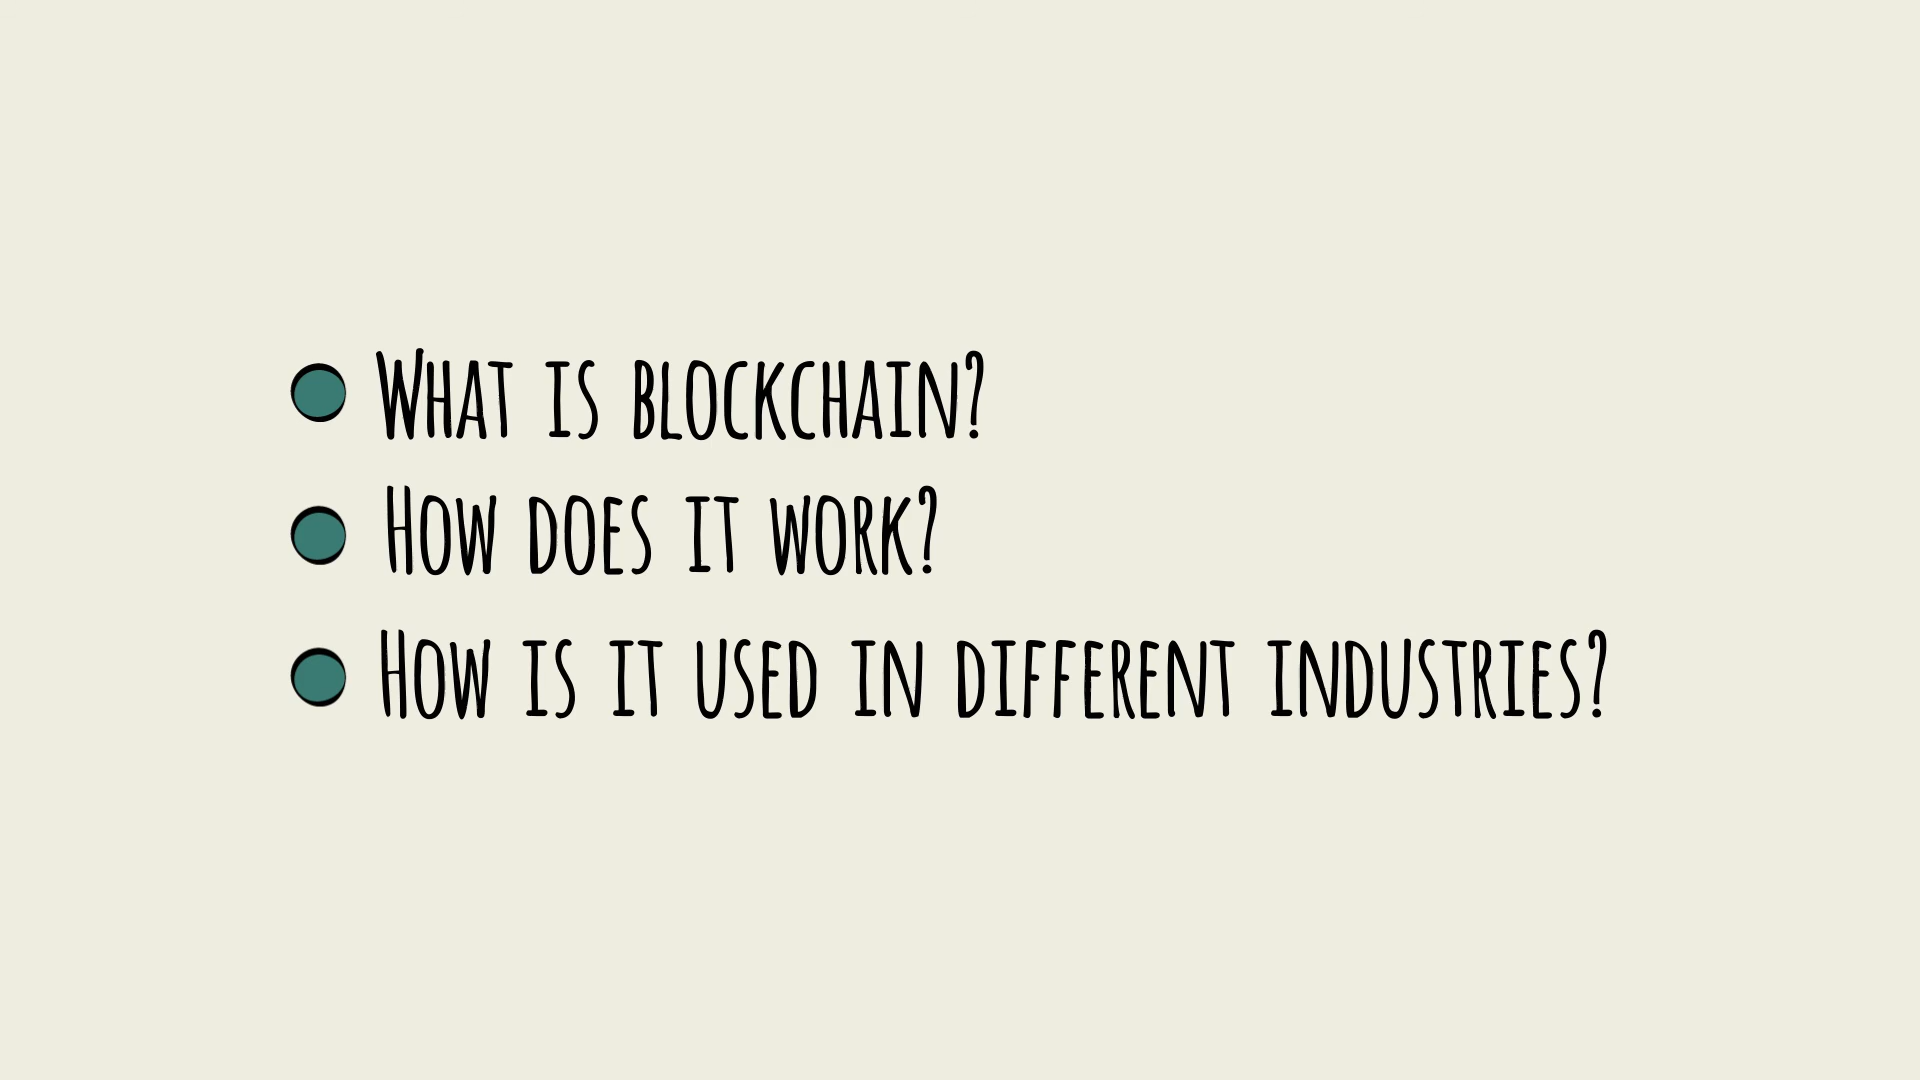 What is blockchain?
How does it work?
How is it used in different industries?